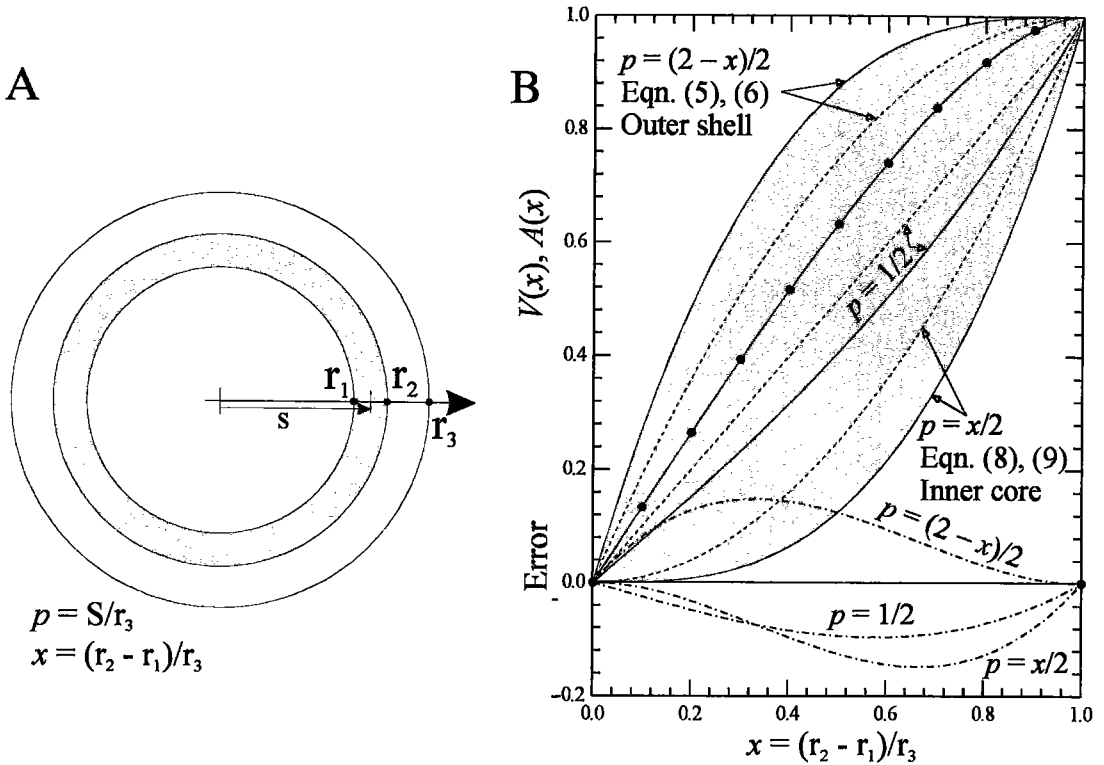 A
r₁
r₂
s
r₃
p = S/r₃
x = (r₂ - r₁)/r₃
B
1.0
0.8
0.6
0.4
0.2
0.0
-0.2
V(x), A(x)
Error
p = (2 – x)/2
Eqn. (5), (6)
Outer shell
p = 1/2
p = x/2
Eqn. (8), (9)
Inner core
p = (2 – x)/2
p = 1/2
p = x/2
0.0 0.2 0.4 0.6 0.8 1.0
x = (r₂ - r₁)/r₃